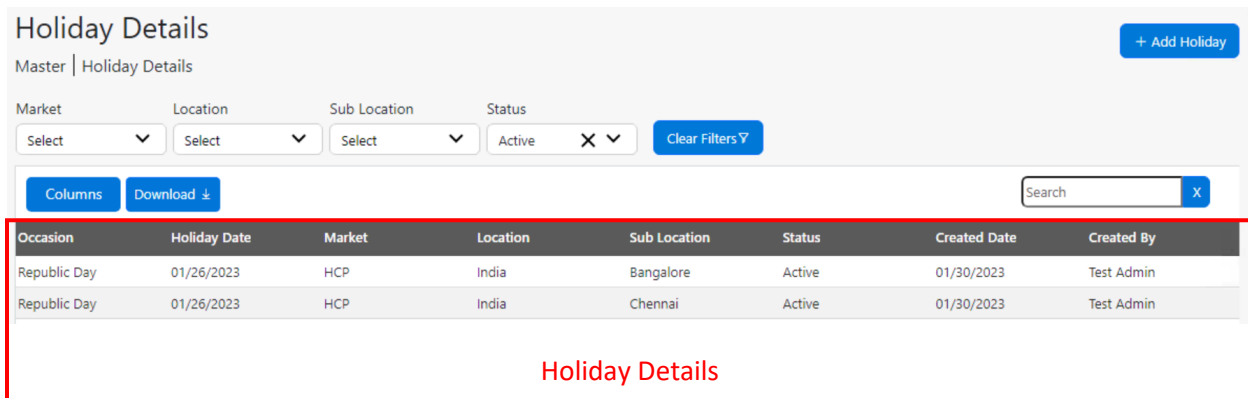 Holiday Details
+ Add Holiday
Master | Holiday Details
Market Location Sub Location Status
Select Select Select Active X Clear Filters
Columns Download Search X
Occasion Holiday Date Market Location Sub Location Status Created Date Created By
Republic Day 01/26/2023 HCP India Bangalore Active 01/30/2023 Test Admin
Republic Day 01/26/2023 HCP India Chennai Active 01/30/2023 Test Admin
Holiday Details